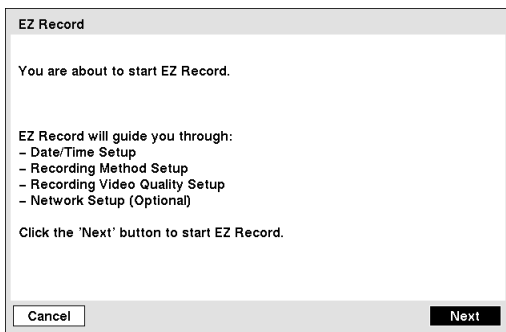 EZ Record
You are about to start EZ Record.
EZ Record will guide you through:
– Date/Time Setup
– Recording Method Setup
– Recording Video Quality Setup
– Network Setup (Optional)
Click the 'Next' button to start EZ Record.
Cancel
Next